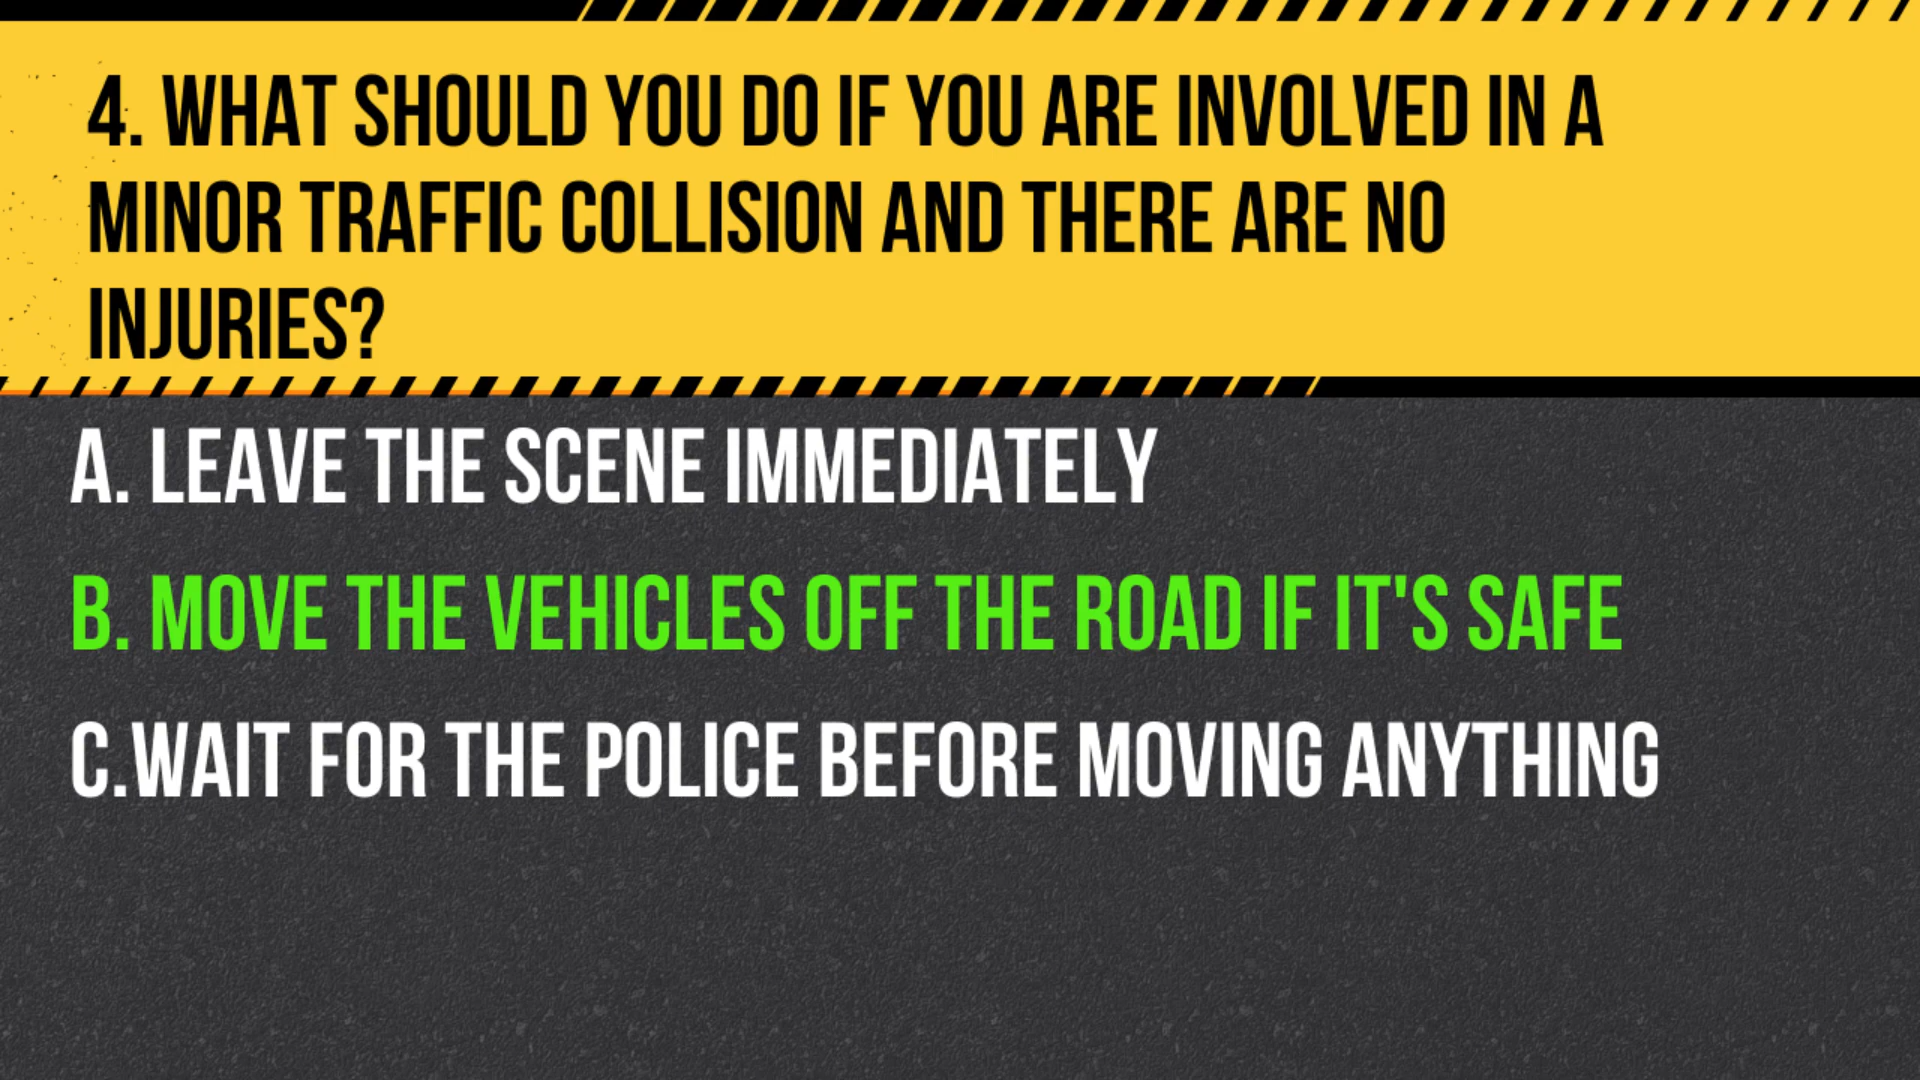 4. WHAT SHOULD YOU DO IF YOU ARE INVOLVED IN A
MINOR TRAFFIC COLLISION AND THERE ARE NO
INJURIES?
A. LEAVE THE SCENE IMMEDIATELY
B. MOVE THE VEHICLES OFF THE ROAD IF IT'S SAFE
C.WAIT FOR THE POLICE BEFORE MOVING ANYTHING